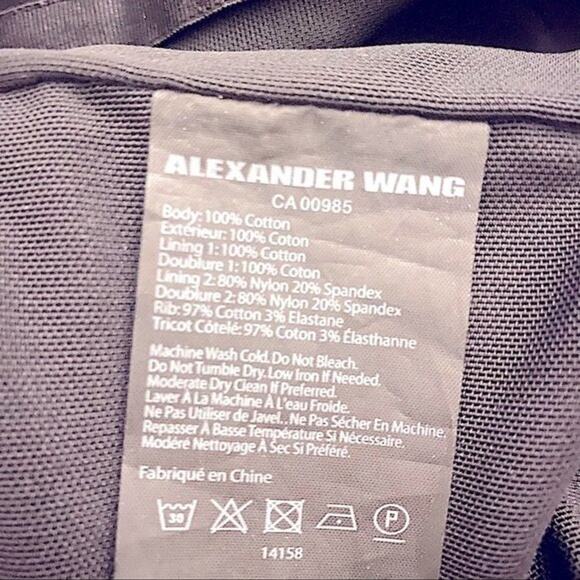 ALEXANDER WANG
CA 00985
Body: 100% Cotton
Extérieur: 100% Coton
Lining 1: 100% Cotton
Doublure 1: 100% Coton
Lining 2: 80% Nylon 20% Spandex
Doublure 2: 80% Nylon 20% Spandex
Rib: 97% Cotton 3% Elastane
Tricot Côtelé: 97% Coton 3% Élasthanne
Machine Wash Cold. Do Not Bleach.
Do Not Tumble Dry. Low Iron If Needed.
Moderate Dry Clean If Preferred.
Laver À La Machine À L'eau Froide.
Ne Pas Utiliser de Javel.. Ne Pas Sécher En Machine.
Repasser À Basse Température Si Nécessaire.
Modéré Nettoyage À Sec Si Préféré.
Fabriqué en Chine
30
P
14158